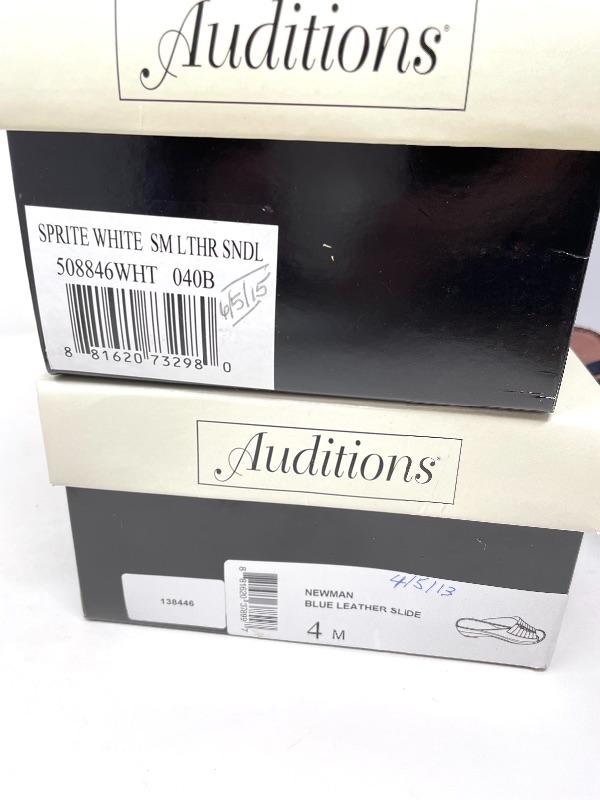 Auditions®
SPRITE WHITE SM LTHR SNDL
508846WHT 040B
6/5/15
8 81620 73298 0
Auditions®
138446
NEWMAN
BLUE LEATHER SLIDE
4 M
4/5/13